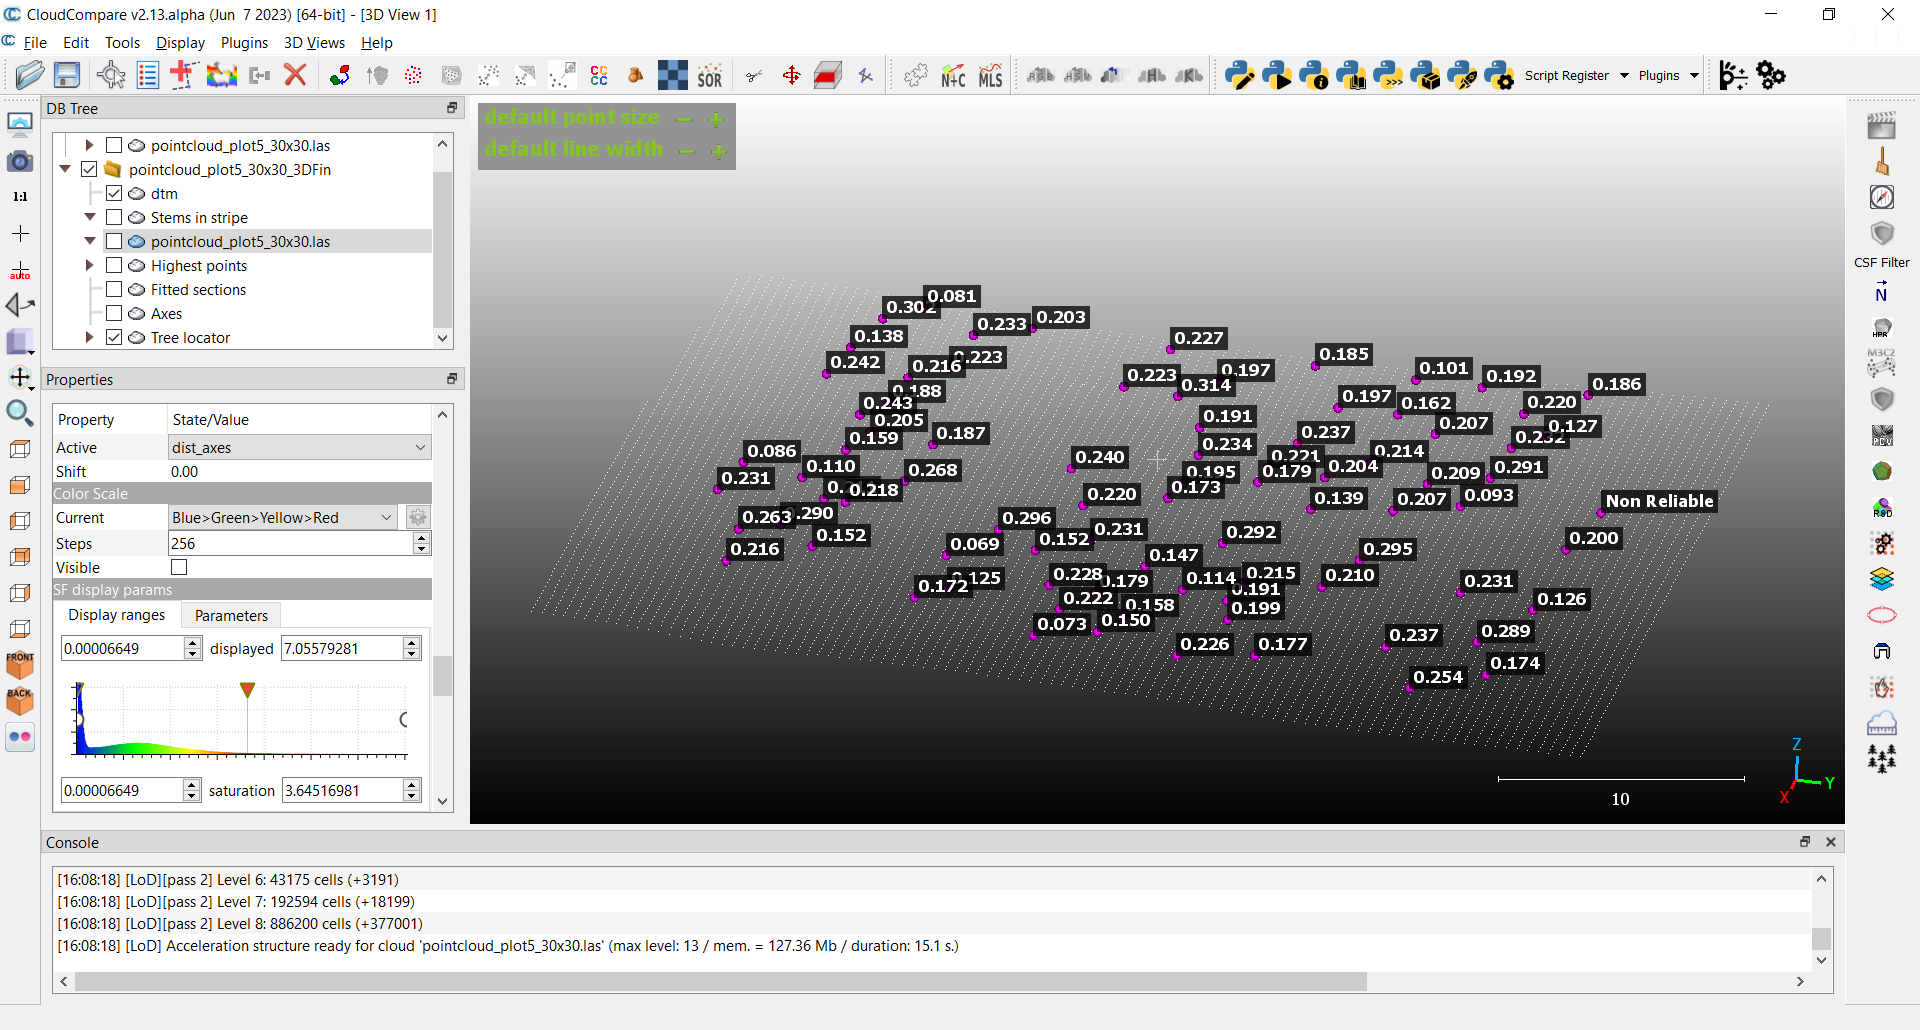 CloudCompare v2.13.alpha (Jun  7 2023) [64-bit] - [3D View 1]
File Edit Tools Display Plugins 3D Views Help
SOR N+C MLS Script Register Plugins
DB Tree
pointcloud_plot5_30x30.las
pointcloud_plot5_30x30_3DFin
dtm
Stems in stripe
pointcloud_plot5_30x30.las
Highest points
Fitted sections
Axes
Tree locator
1:1
auto
FRONT
BACK
Properties
Property State/Value
Active dist_axes
Shift 0.00
Color Scale
Current Blue>Green>Yellow>Red
Steps 256
Visible
SF display params
Display ranges Parameters
0.00006649 displayed 7.05579281
0.00006649 saturation 3.64516981
default point size
default line width
0.302 0.081
0.233 0.203
0.138
0.227
0.242
0.216 0.223
0.185
0.223 0.314 0.197
0.101
0.192
0.186
0.188
0.243
0.205
0.197
0.162
0.220
0.191
0.159
0.187
0.237
0.207
0.232 0.127
0.234
0.086
0.110
0.268
0.240
0.221
0.179 0.204
0.214
0.209
0.291
0.231
0.218
0.195
0.173
0.220
0.139
0.207
0.093
Non Reliable
0.263 0.290
0.152
0.296
0.231
0.292
0.200
0.216
0.069
0.152
0.147
0.295
0.172 0.125
0.228
0.179
0.114
0.215
0.191
0.210
0.231
0.222
0.158
0.199
0.126
0.073
0.150
0.226
0.177
0.237
0.289
0.174
0.254
10
Z
Y
X
CSF Filter
N
HPR
M3C2
PCV
RSD
Console
[16:08:18] [LoD][pass 2] Level 6: 43175 cells (+3191)
[16:08:18] [LoD][pass 2] Level 7: 192594 cells (+18199)
[16:08:18] [LoD][pass 2] Level 8: 886200 cells (+377001)
[16:08:18] [LoD] Acceleration structure ready for cloud 'pointcloud_plot5_30x30.las' (max level: 13 / mem. = 127.36 Mb / duration: 15.1 s.)